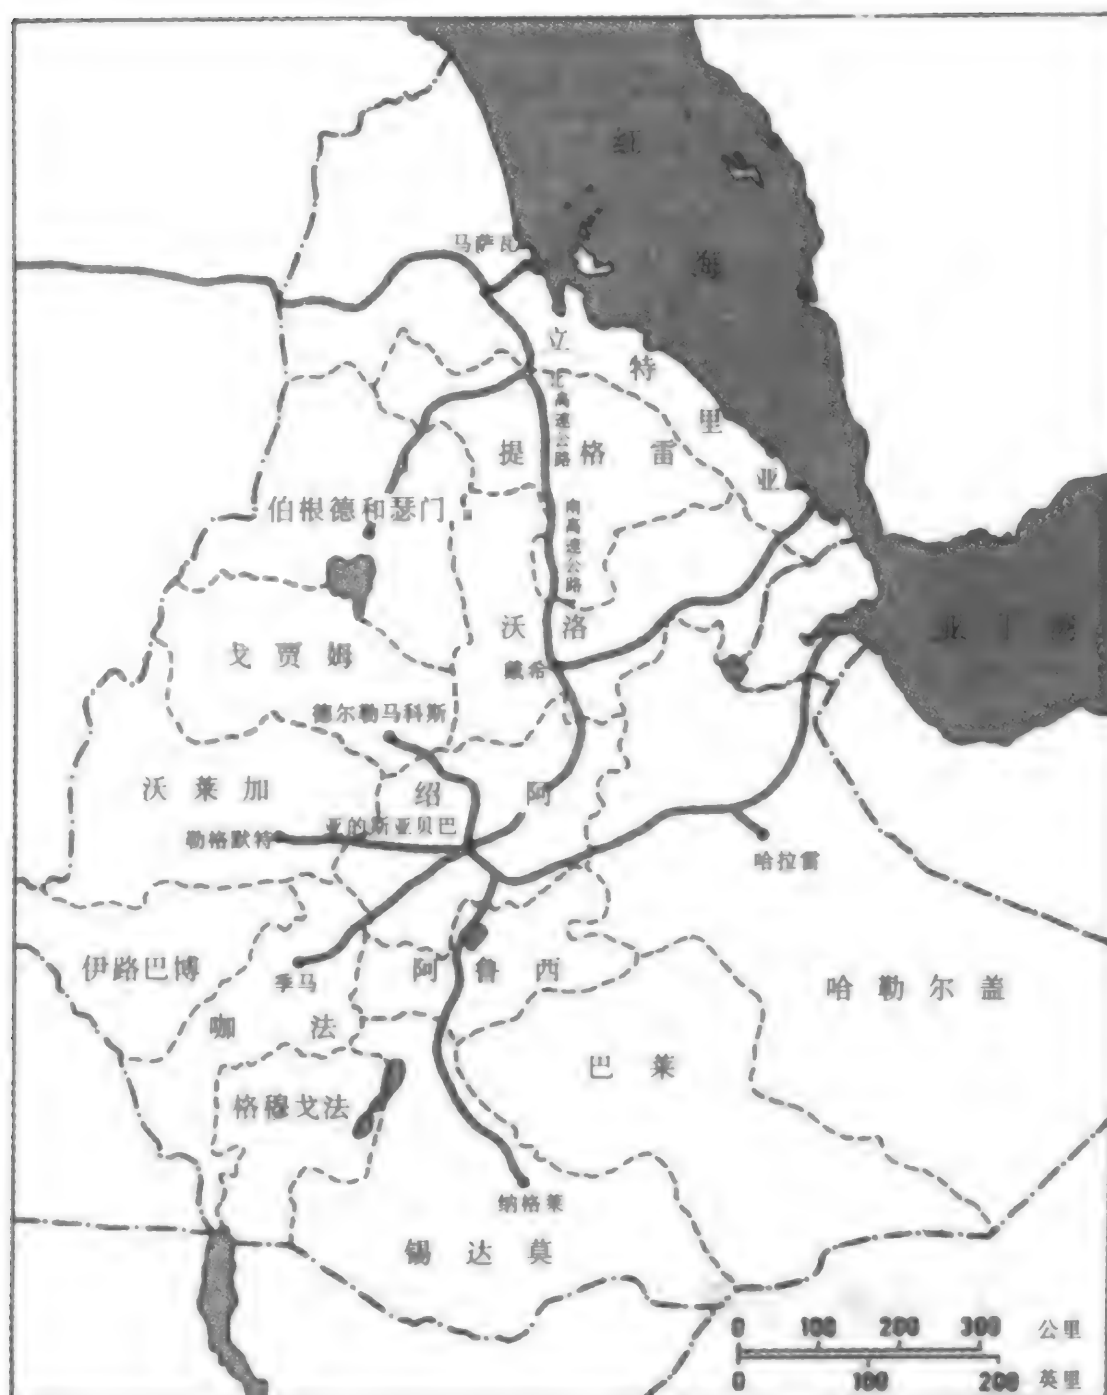 红
海
马萨瓦
立特里亚
北高速公路
提格雷
伯根德和瑟门
南高速公路
沃洛
亚丁湾
戈贾姆
戴希
德尔勒马科斯
沃莱加
绍阿
亚的斯亚贝巴
勒格默特
哈拉雷
伊路巴博
季马
阿鲁西
哈勒尔盖
咖法
巴莱
格穆戈法
纳格莱
锡达莫
0 100 200 300 公里
0 100 200 英里